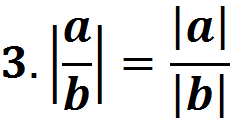 3. |a/b| = |a|/|b|